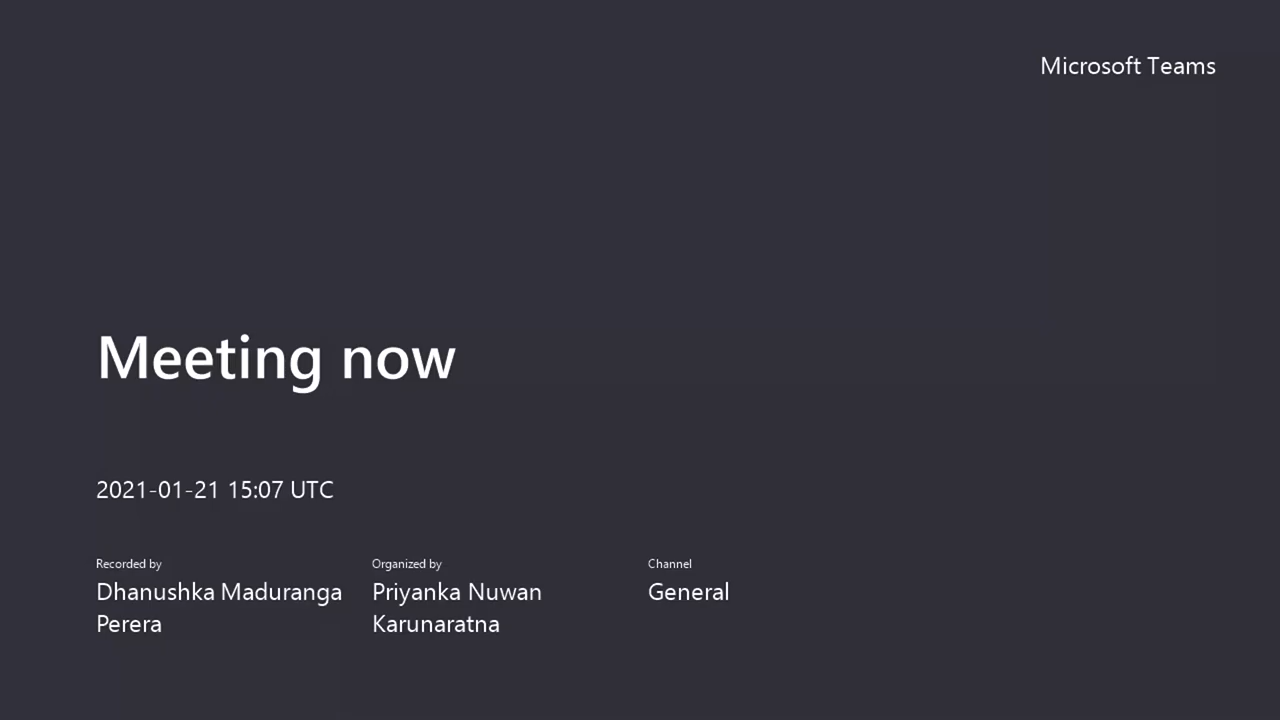 Microsoft Teams
Meeting now
2021-01-21 15:07 UTC
Recorded by
Dhanushka Maduranga
Perera
Organized by
Priyanka Nuwan
Karunaratna
Channel
General